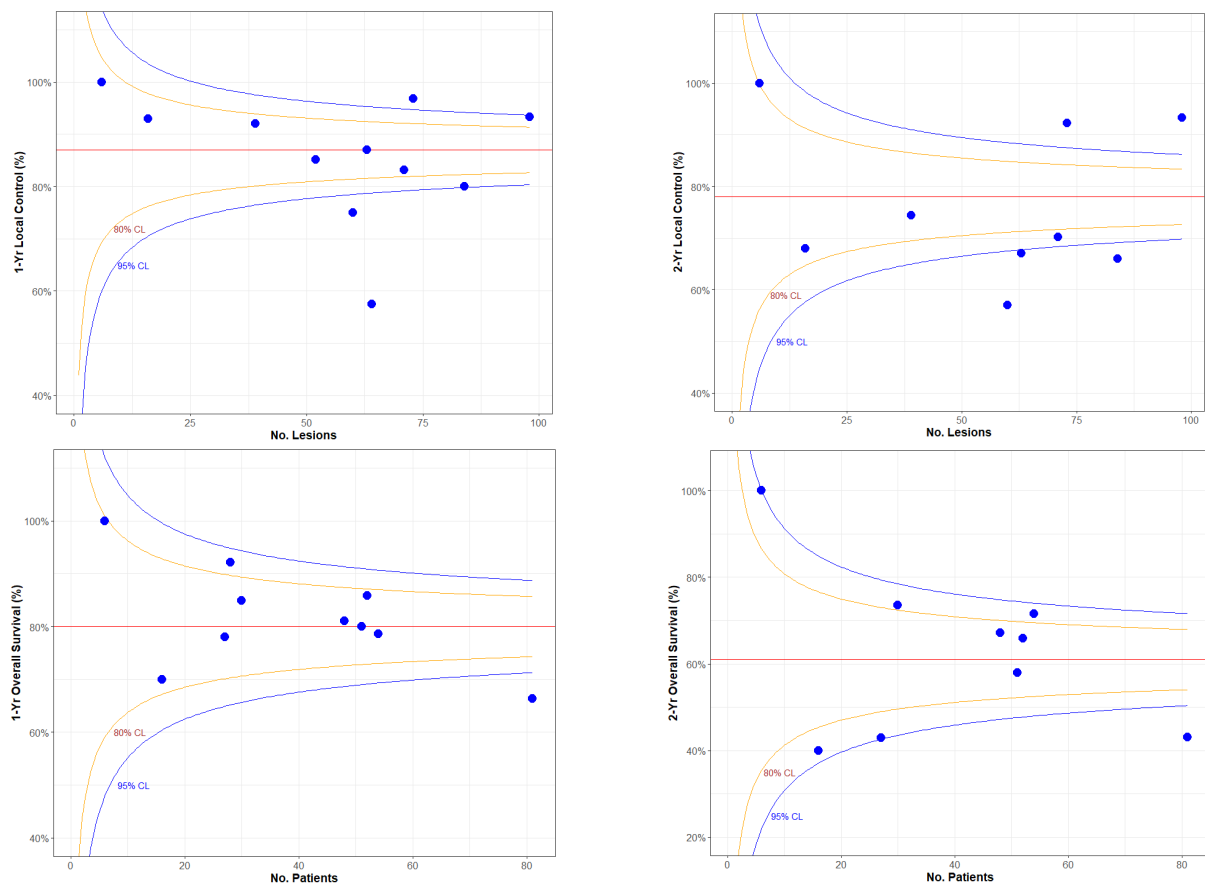 1-Yr Local Control (%)
100%
80%
60%
40%
80% CL
95% CL
0
25
50
75
100
No. Lesions
2-Yr Local Control (%)
100%
80%
60%
40%
80% CL
95% CL
0
25
50
75
100
No. Lesions
1-Yr Overall Survival (%)
100%
80%
60%
40%
80% CL
95% CL
0
20
40
60
80
No. Patients
2-Yr Overall Survival (%)
100%
80%
60%
40%
20%
80% CL
95% CL
0
20
40
60
80
No. Patients